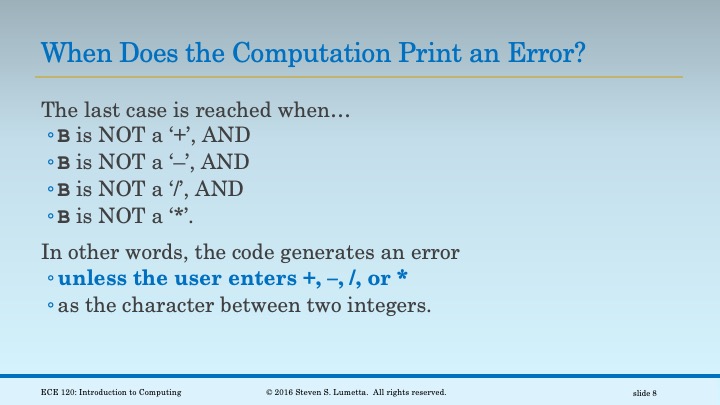 When Does the Computation Print an Error?
The last case is reached when…
◦B is NOT a ‘+’, AND
◦B is NOT a ‘–’, AND
◦B is NOT a ‘/’, AND
◦B is NOT a ‘*’.
In other words, the code generates an error
◦unless the user enters +, –, /, or *
◦as the character between two integers.
ECE 120: Introduction to Computing © 2016 Steven S. Lumetta. All rights reserved. slide 8